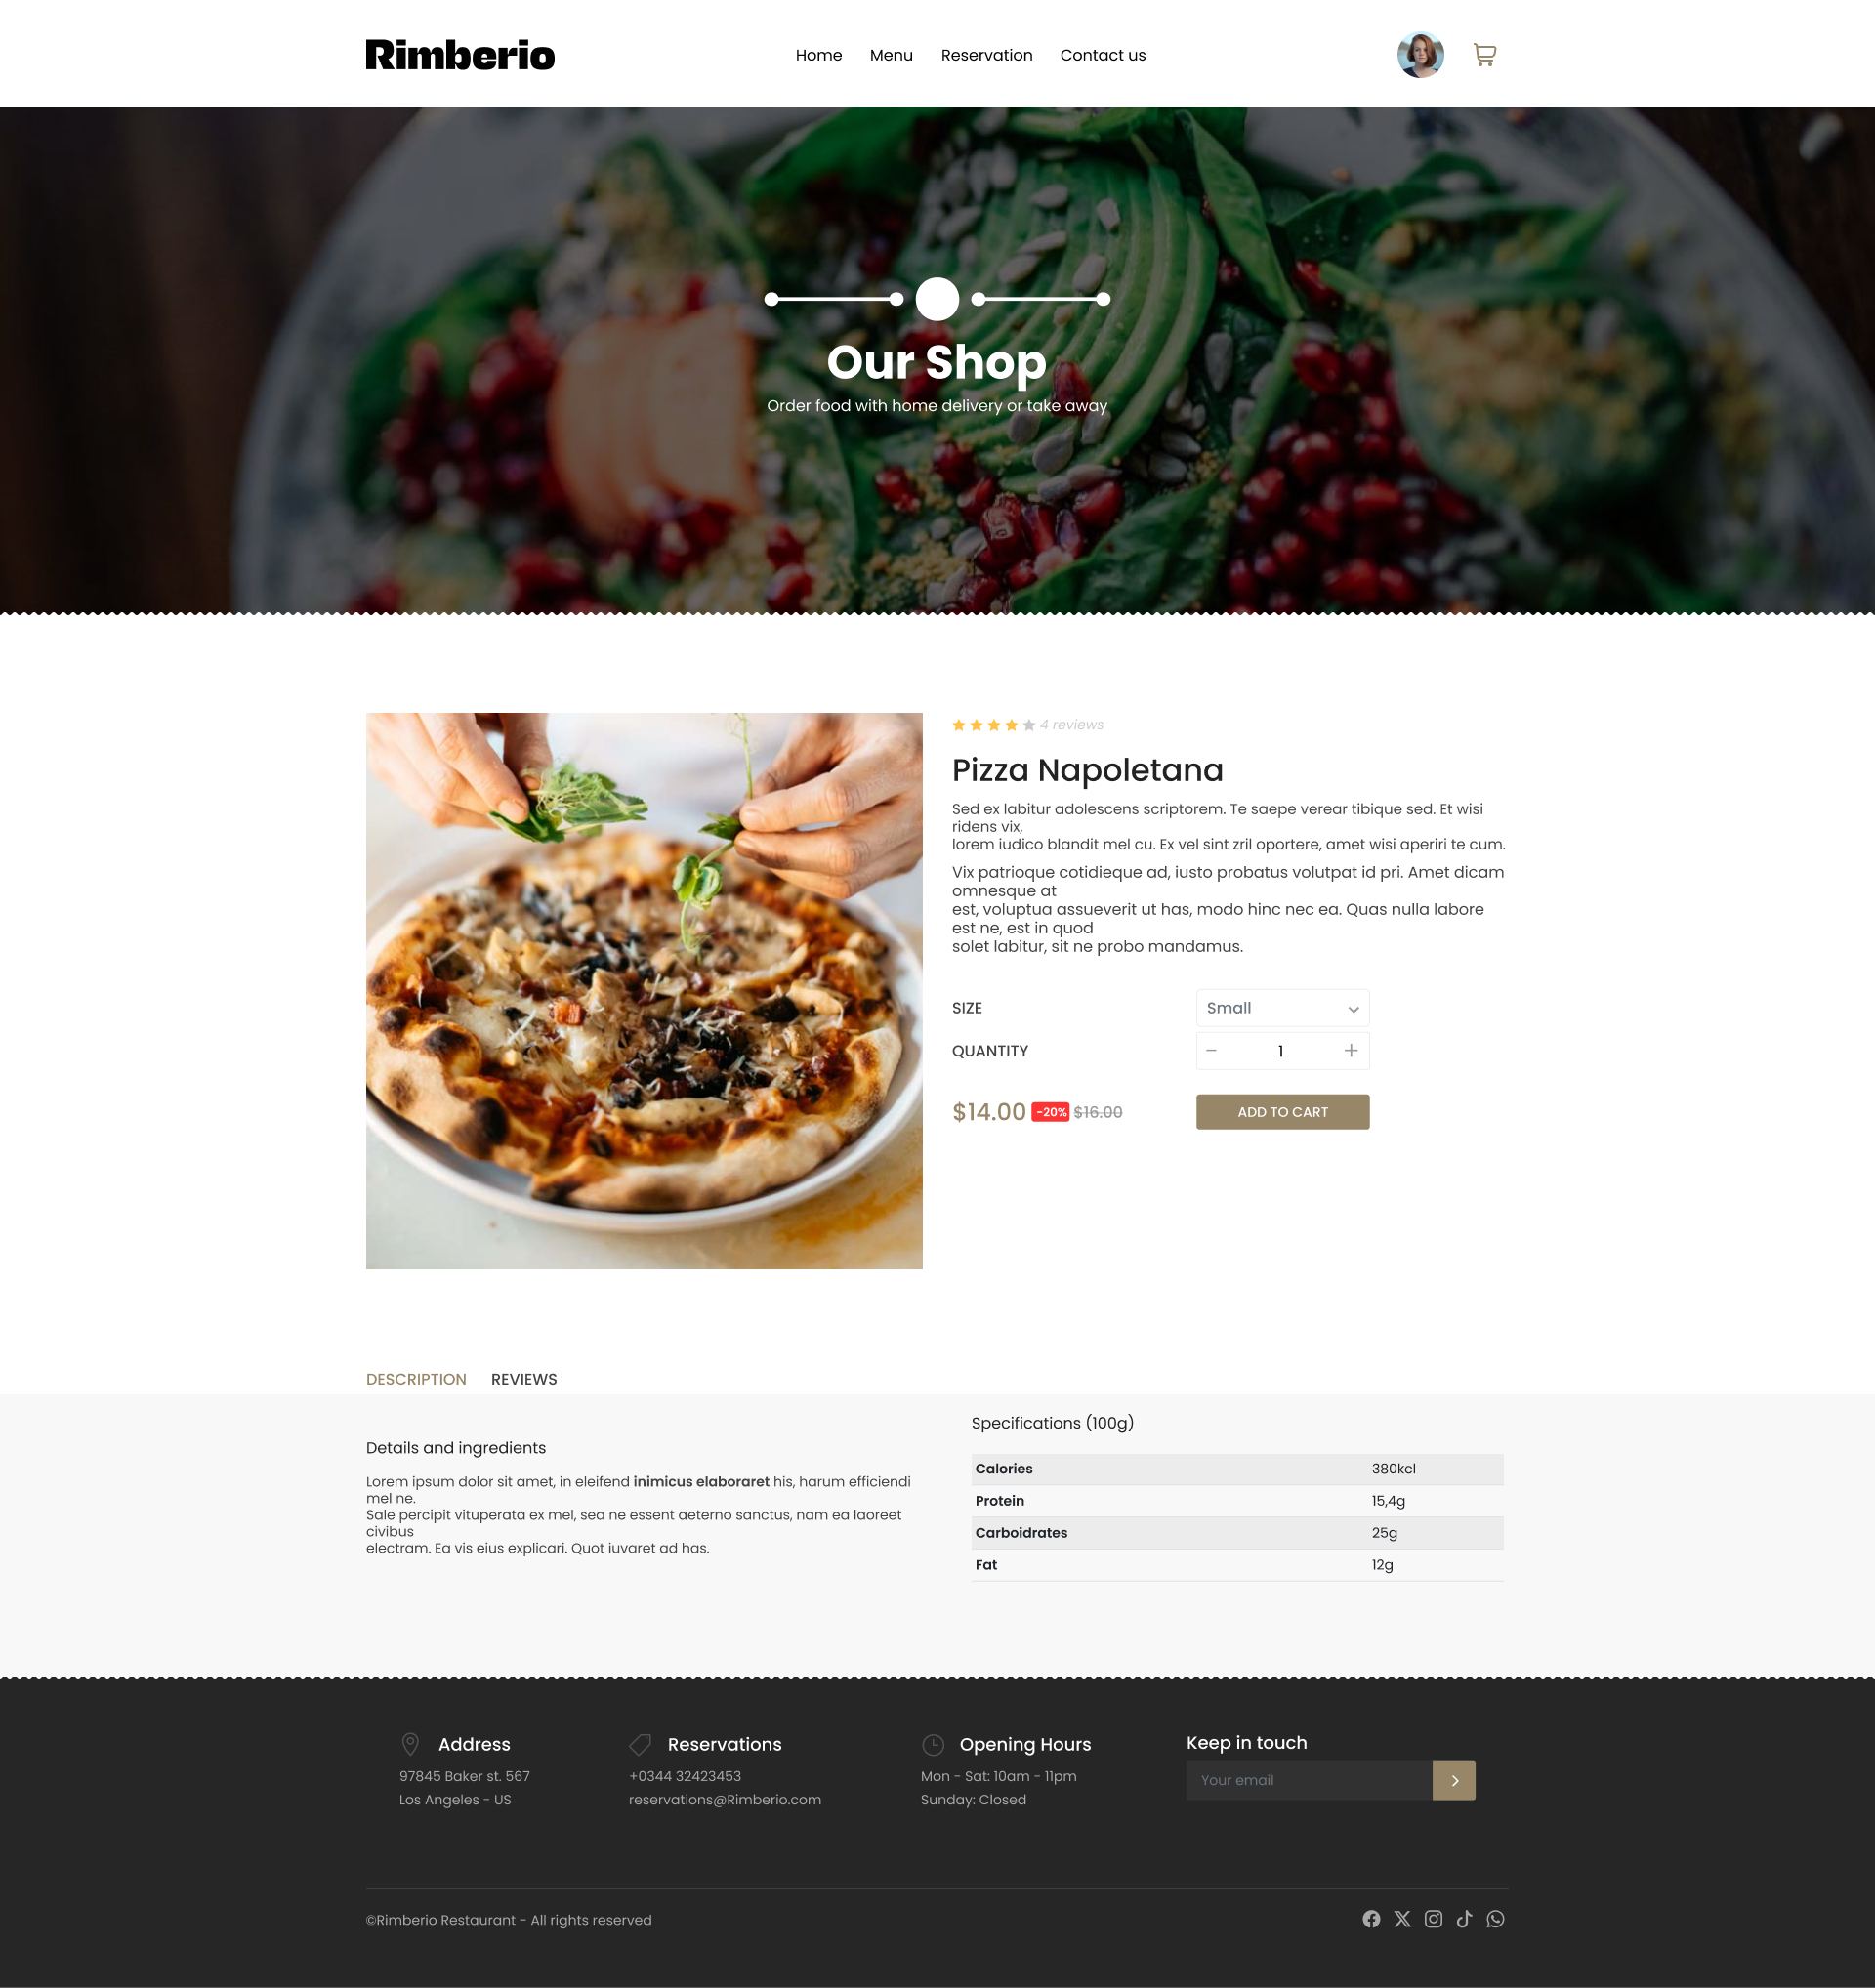 Rimberio
Home Menu Reservation Contact us
Our Shop
Order food with home delivery or take away
4 reviews
Pizza Napoletana
Sed ex labitur adolescens scriptorem. Te saepe verear tibique sed. Et wisi
ridens vix,
lorem iudico blandit mel cu. Ex vel sint zril oportere, amet wisi aperiri te cum.
Vix patrioque cotidieque ad, iusto probatus volutpat id pri. Amet dicam
omnesque at
est, voluptua assueverit ut has, modo hinc nec ea. Quas nulla labore
est ne, est in quod
solet labitur, sit ne probo mandamus.
SIZE Small
QUANTITY 1
$14.00 -20% $16.00 ADD TO CART
DESCRIPTION REVIEWS
Details and ingredients
Lorem ipsum dolor sit amet, in eleifend inimicus elaboraret his, harum efficiendi
mel ne.
Sale percipit vituperata ex mel, sea ne essent aeterno sanctus, nam ea laoreet
civibus
electram. Ea vis eius explicari. Quot iuvaret ad has.
Specifications (100g)
Calories 380kcl
Protein 15,4g
Carboidrates 25g
Fat 12g
Address
97845 Baker st. 567
Los Angeles - US
Reservations
+0344 32423453
reservations@Rimberio.com
Opening Hours
Mon - Sat: 10am - 11pm
Sunday: Closed
Keep in touch
Your email
©Rimberio Restaurant - All rights reserved